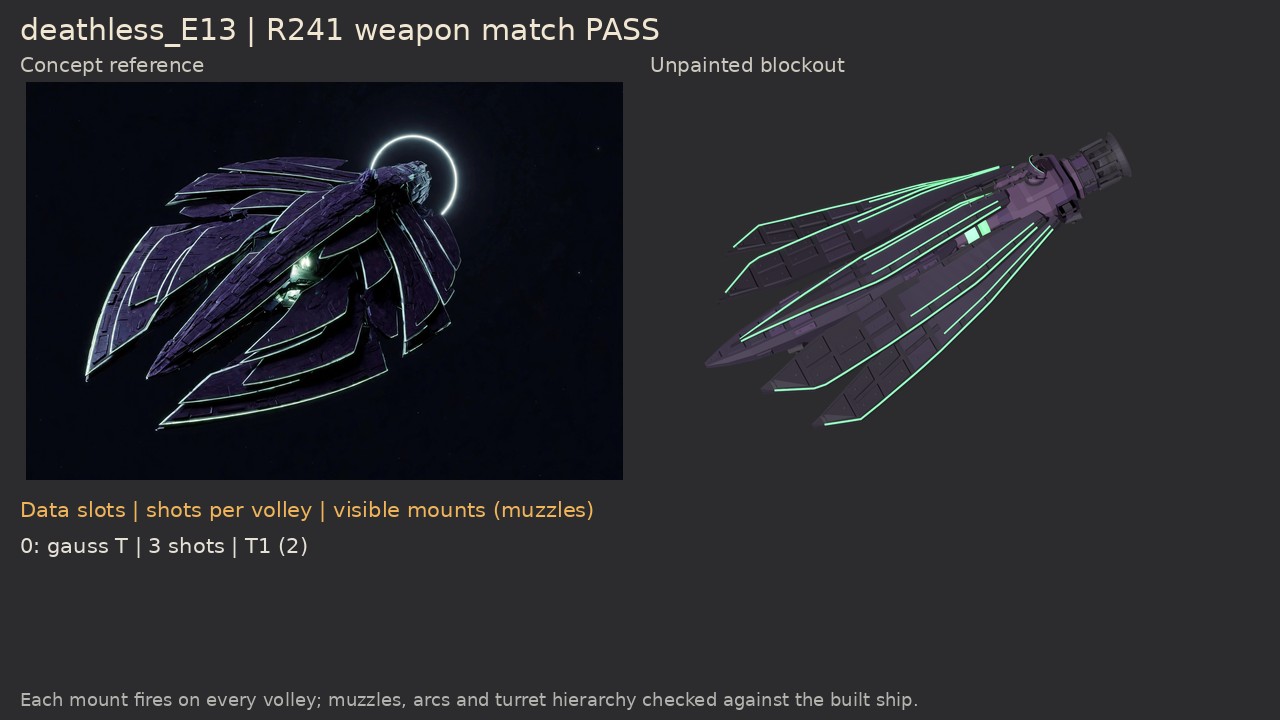 deathless_E13 | R241 weapon match PASS
Concept reference
Unpainted blockout
Data slots | shots per volley | visible mounts (muzzles)
0: gauss T | 3 shots | T1 (2)
Each mount fires on every volley; muzzles, arcs and turret hierarchy checked against the built ship.